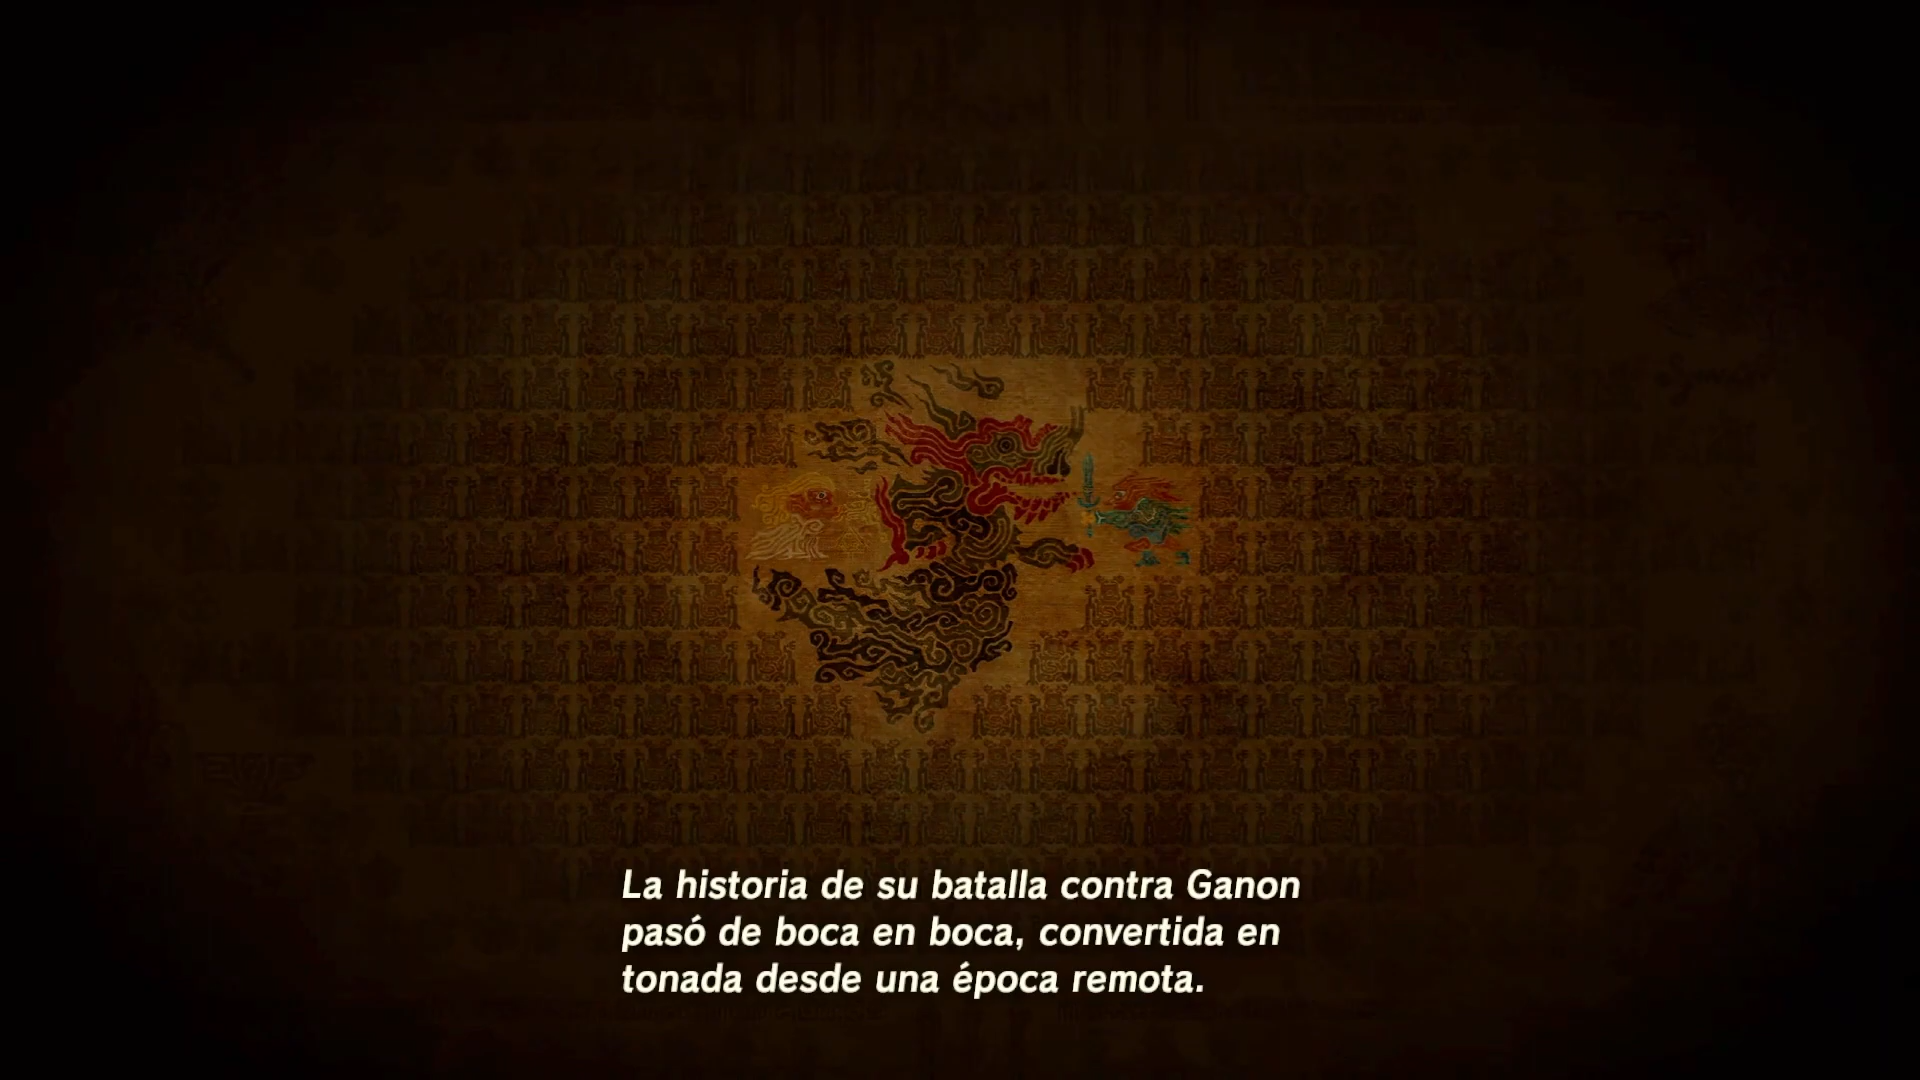 La historia de su batalla contra Ganon
pasó de boca en boca, convertida en
tonada desde una época remota.